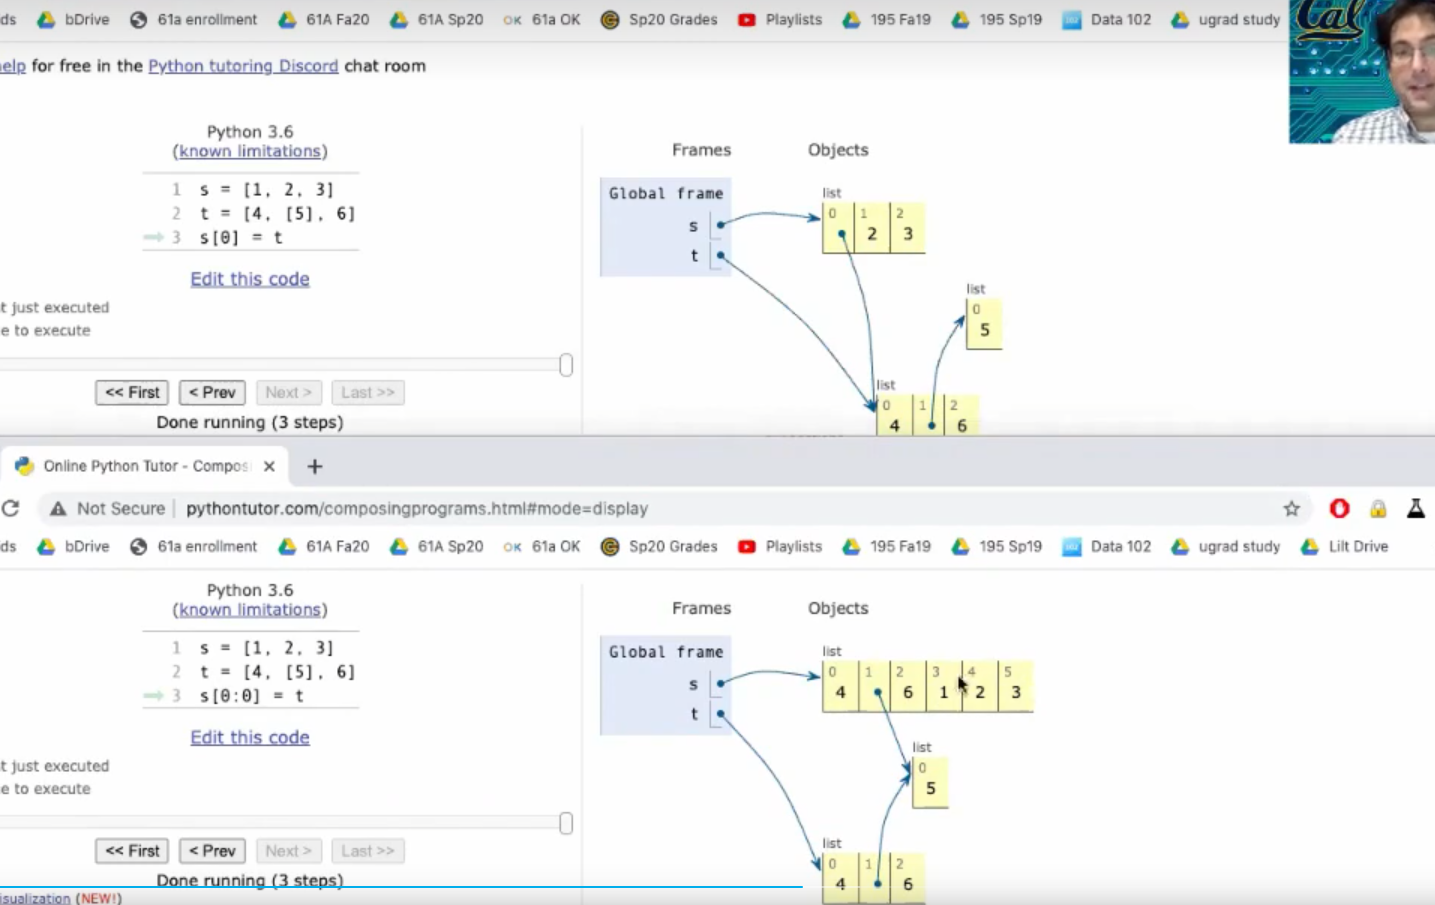 ds bDrive 61a enrollment 61A Fa20 61A Sp20 OK 61a OK Sp20 Grades Playlists 195 Fa19 195 Sp19 Data 102 ugrad study Cal
help for free in the Python tutoring Discord chat room
Python 3.6
(known limitations)
1 s = [1, 2, 3]
2 t = [4, [5], 6]
3 s[0] = t
Edit this code
t just executed
e to execute
<< First < Prev Next > Last >>
Done running (3 steps)
Frames Objects
Global frame
s
t
list
0 1 2
2 3
list
0
5
list
0 1 2
4 6
Online Python Tutor - Compos
Not Secure pythontutor.com/composingprograms.html#mode=display
ds bDrive 61a enrollment 61A Fa20 61A Sp20 OK 61a OK Sp20 Grades Playlists 195 Fa19 195 Sp19 Data 102 ugrad study Lilt Drive
Python 3.6
(known limitations)
1 s = [1, 2, 3]
2 t = [4, [5], 6]
3 s[0:0] = t
Edit this code
t just executed
e to execute
<< First < Prev Next > Last >>
Done running (3 steps)
isualization (NEW!)
Frames Objects
Global frame
s
t
list
0 1 2 3 4 5
4 6 1 2 3
list
0
5
list
0 1 2
4 6